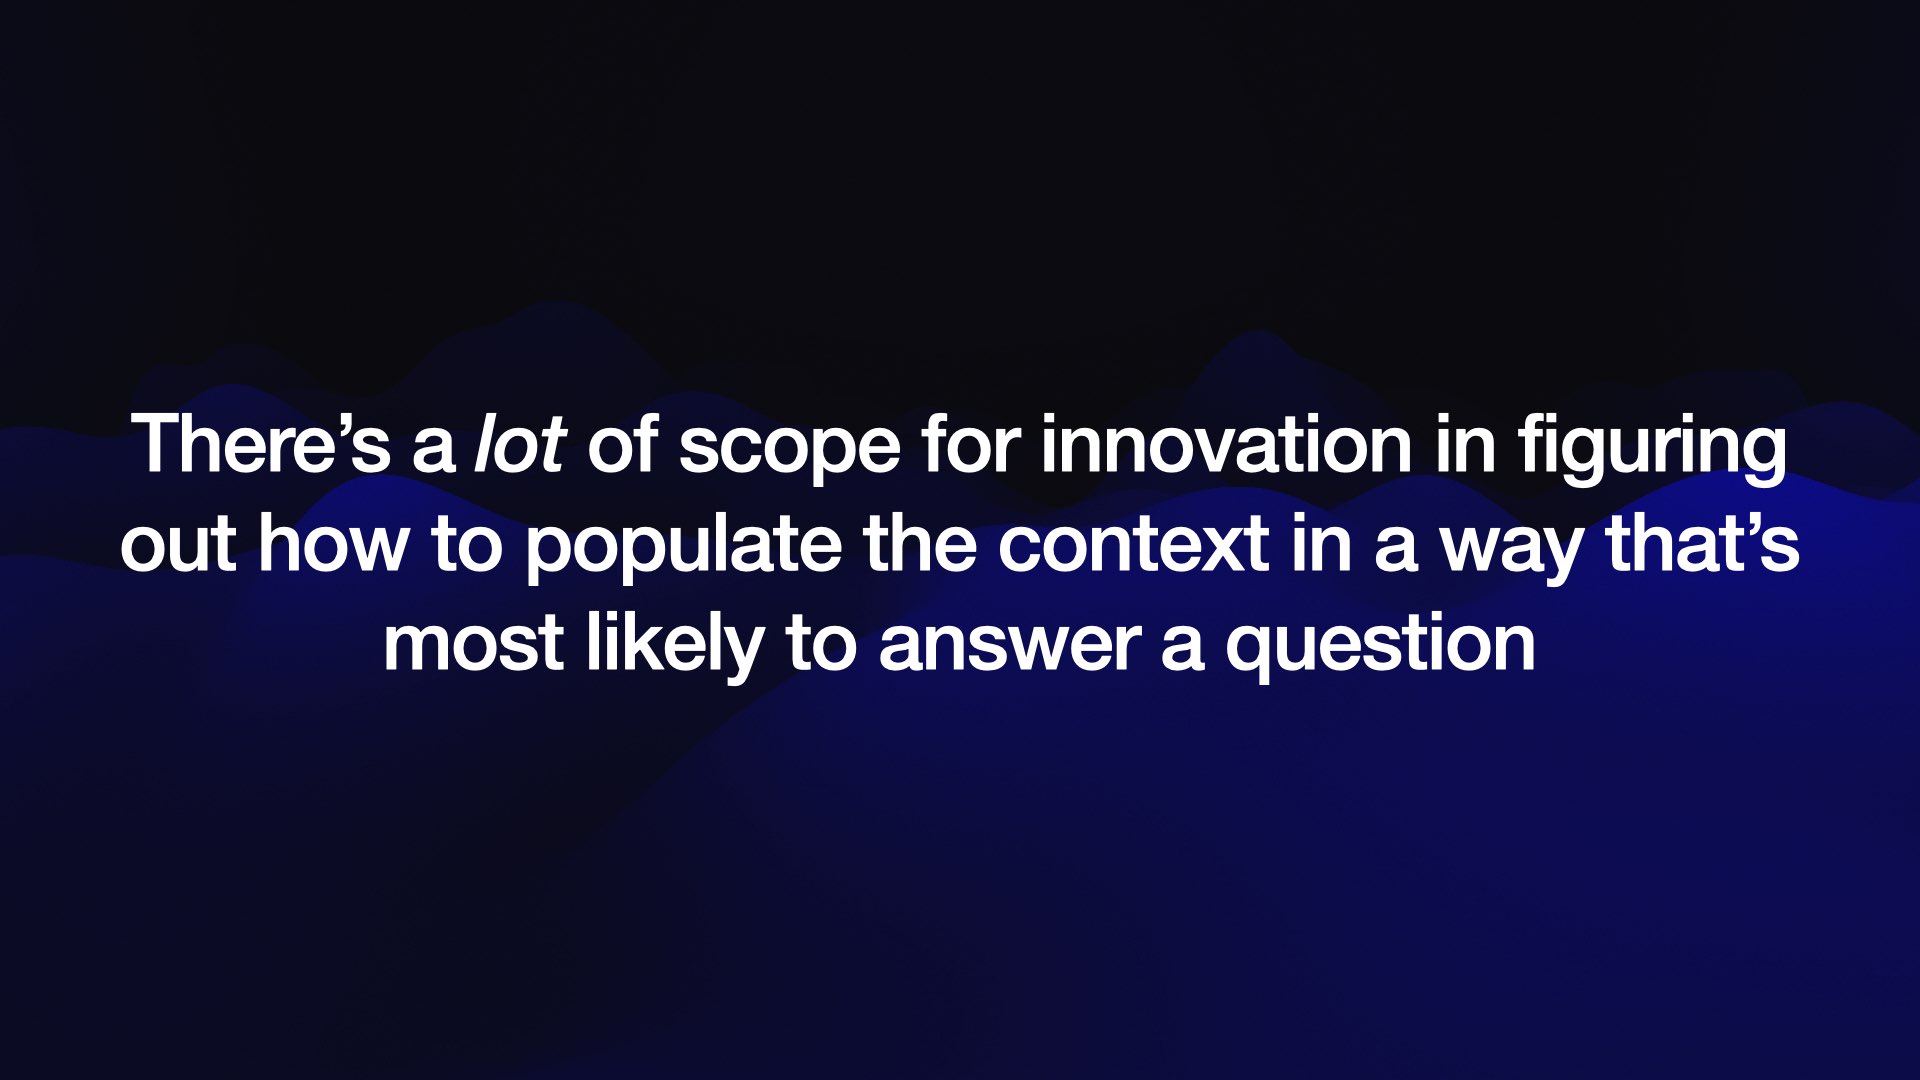 There’s a lot of scope for innovation in figuring
out how to populate the context in a way that’s
most likely to answer a question